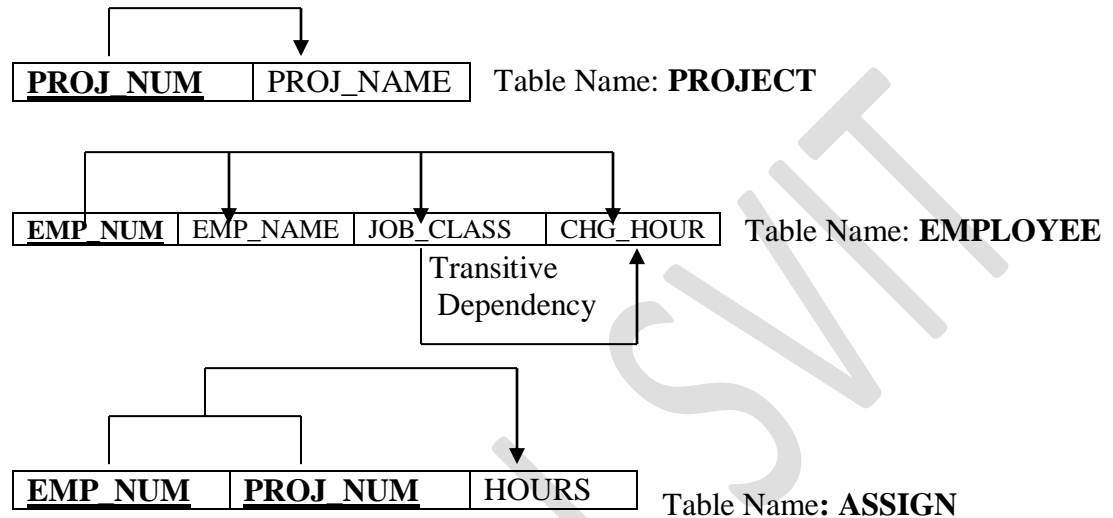 PROJ_NUM PROJ_NAME Table Name: PROJECT
EMP_NUM EMP_NAME JOB_CLASS CHG_HOUR Table Name: EMPLOYEE
Transitive
Dependency
EMP_NUM PROJ_NUM HOURS Table Name: ASSIGN
SVIT